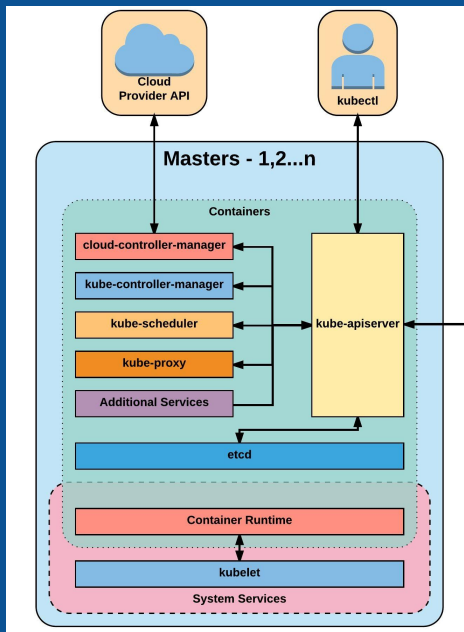 Cloud
Provider API
kubectl
Masters - 1,2...n
Containers
cloud-controller-manager
kube-controller-manager
kube-scheduler
kube-proxy
Additional Services
kube-apiserver
etcd
Container Runtime
kubelet
System Services